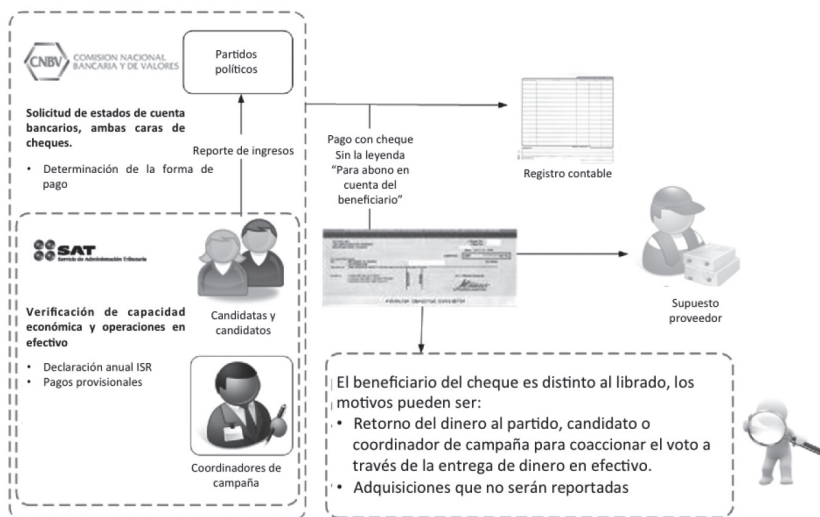 CNBV
COMISION NACIONAL
BANCARIA Y DE VALORES
Partidos
políticos
Solicitud de estados de cuenta
bancarios, ambas caras de
cheques.
• Determinación de la forma de
pago
Reporte de ingresos
Pago con cheque
Sin la leyenda
“Para abono en
cuenta del
beneficiario”
Registro contable
SAT
Servicio de Administración Tributaria
Verificación de capacidad
económica y operaciones en
efectivo
• Declaración anual ISR
• Pagos provisionales
Candidatas y
candidatos
Coordinadores de
campaña
Supuesto
proveedor
El beneficiario del cheque es distinto al librado, los
motivos pueden ser:
• Retorno del dinero al partido, candidato o
coordinador de campaña para coaccionar el voto a
través de la entrega de dinero en efectivo.
• Adquisiciones que no serán reportadas